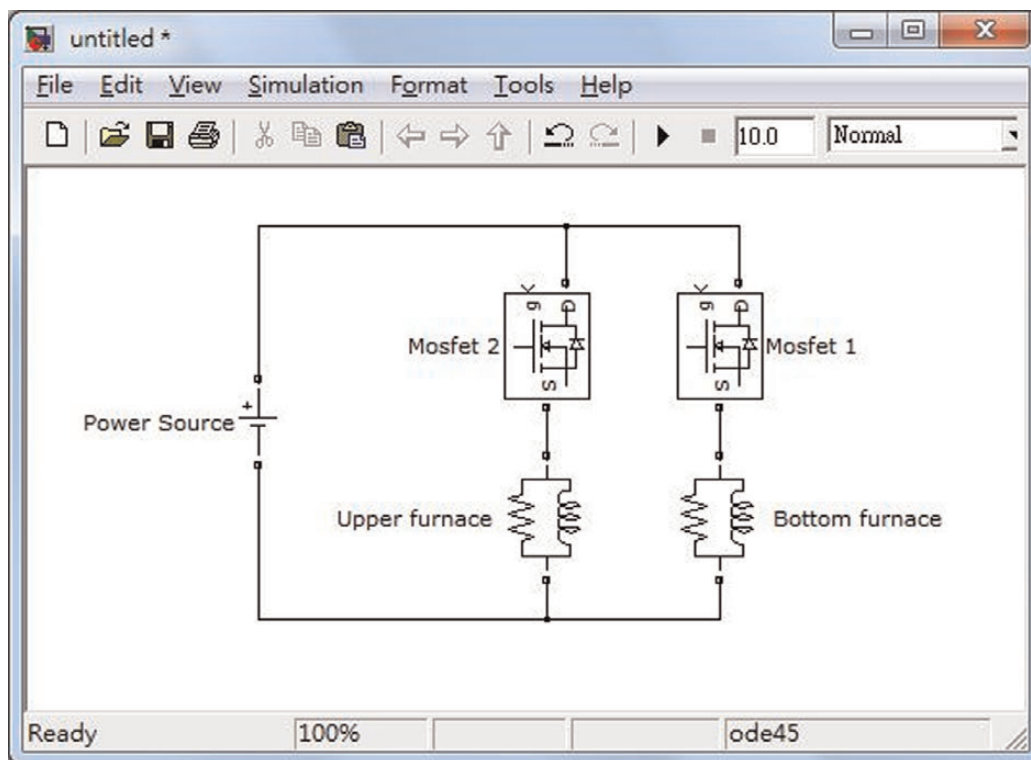 untitled *
File Edit View Simulation Format Tools Help
10.0 Normal
g D
g D
Mosfet 2
Mosfet 1
S
S
+
Power Source
Upper furnace
Bottom furnace
Ready 100% ode45